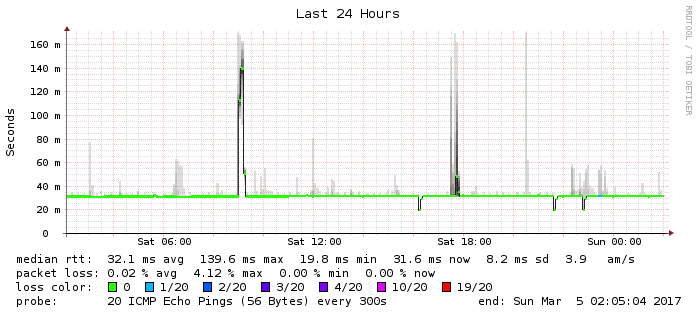 Last 24 Hours
RRDTOOL / TOBI OETIKER
Seconds
160 m
140 m
120 m
100 m
80 m
60 m
40 m
20 m
0
Sat 06:00 Sat 12:00 Sat 18:00 Sun 00:00
median rtt: 32.1 ms avg 139.6 ms max 19.8 ms min 31.6 ms now 8.2 ms sd 3.9 am/s
packet loss: 0.02 % avg 4.12 % max 0.00 % min 0.00 % now
loss color: 0 1/20 2/20 3/20 4/20 10/20 19/20
probe: 20 ICMP Echo Pings (56 Bytes) every 300s end: Sun Mar 5 02:05:04 2017